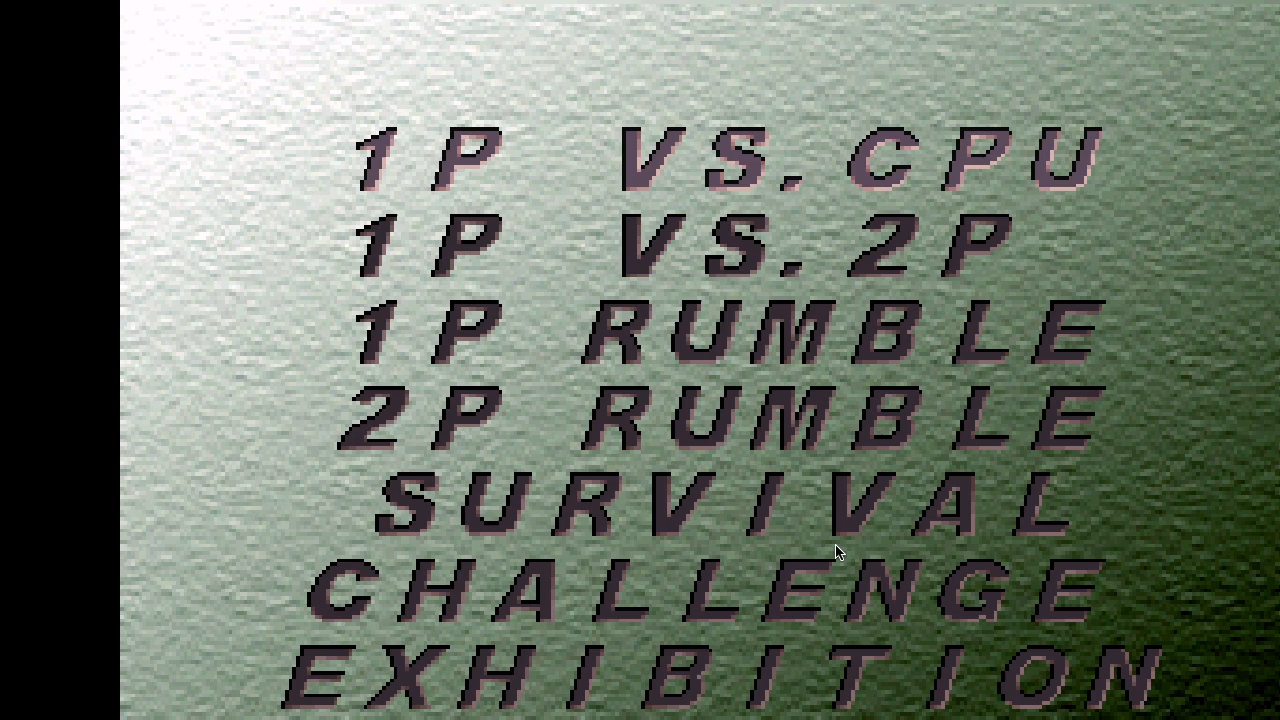 1P VS.CPU
1P VS.2P
1P RUMBLE
2P RUMBLE
SURVIVAL
CHALLENGE
EXHIBITION